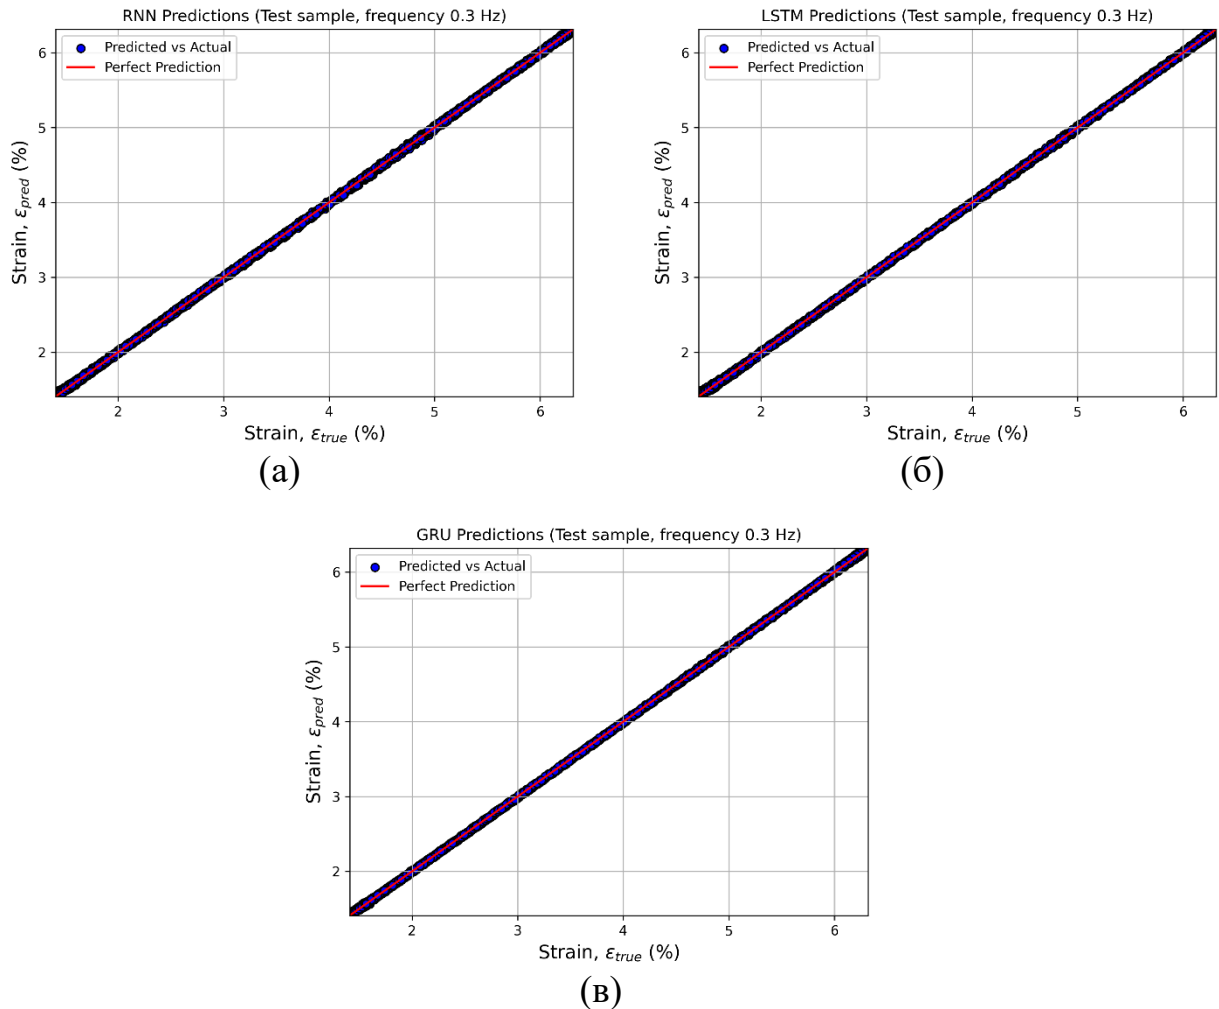 RNN Predictions (Test sample, frequency 0.3 Hz)
Predicted vs Actual
Perfect Prediction
Strain, εpred (%)
6
5
4
3
2
2 3 4 5 6
Strain, εtrue (%)
(а)
LSTM Predictions (Test sample, frequency 0.3 Hz)
Predicted vs Actual
Perfect Prediction
Strain, εpred (%)
6
5
4
3
2
2 3 4 5 6
Strain, εtrue (%)
(б)
GRU Predictions (Test sample, frequency 0.3 Hz)
Predicted vs Actual
Perfect Prediction
Strain, εpred (%)
6
5
4
3
2
2 3 4 5 6
Strain, εtrue (%)
(в)